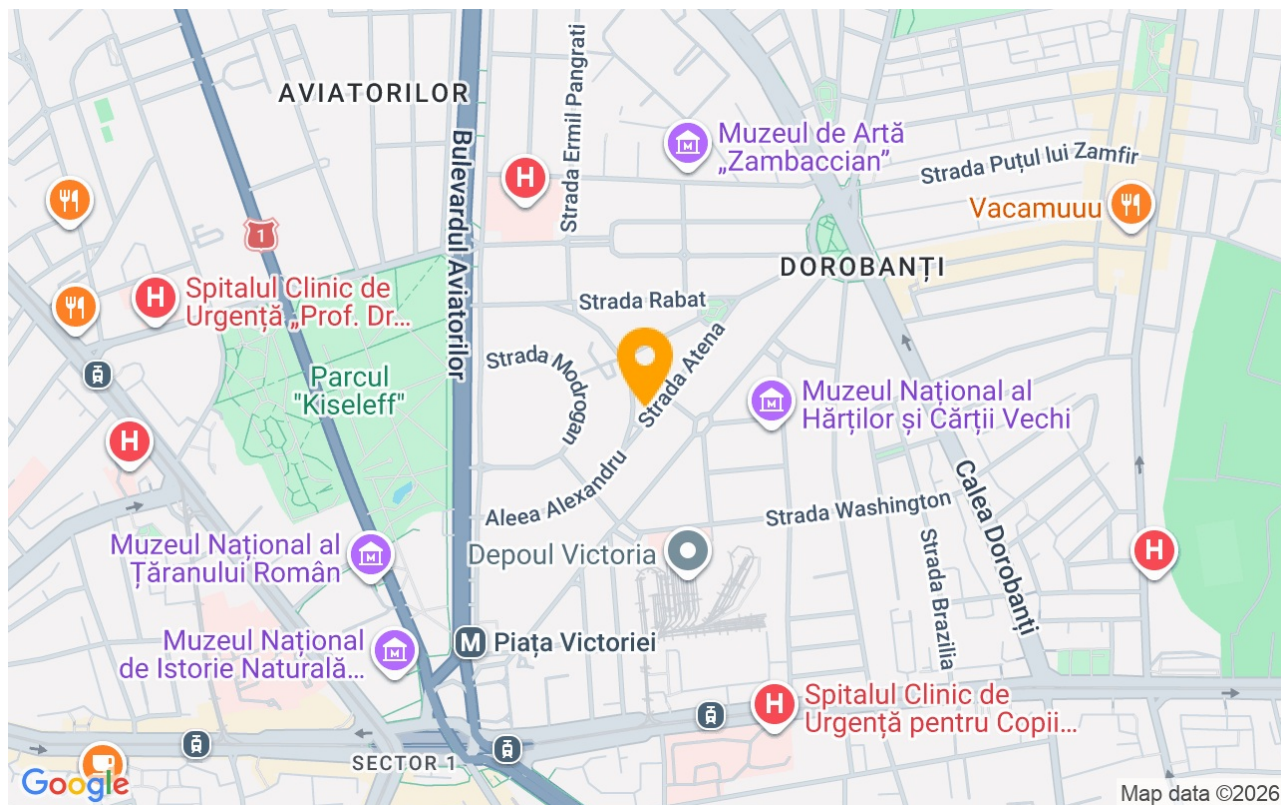 AVIATORILOR
Bulevardul Aviatorilor
Strada Ermil Pangrati
H
Muzeul de Artă
„Zambaccian”
Strada Puțul lui Zamfir
Vacamuuu
1
DOROBANȚI
H
Spitalul Clinic de
Urgență „Prof. Dr...
Strada Rabat
Strada Atena
Strada Modrogan
Parcul
"Kiseleff"
Muzeul Național al
Hărților și Cărții Vechi
H
Aleea Alexandru
Calea Dorobanți
Strada Washington
Strada Brazilia
Muzeul Național al
Țăranului Român
Depoul Victoria
H
Muzeul Național
de Istorie Naturală...
M
Piața Victoriei
H
Spitalul Clinic de
Urgență pentru Copii...
SECTOR 1
Google
Map data ©2026